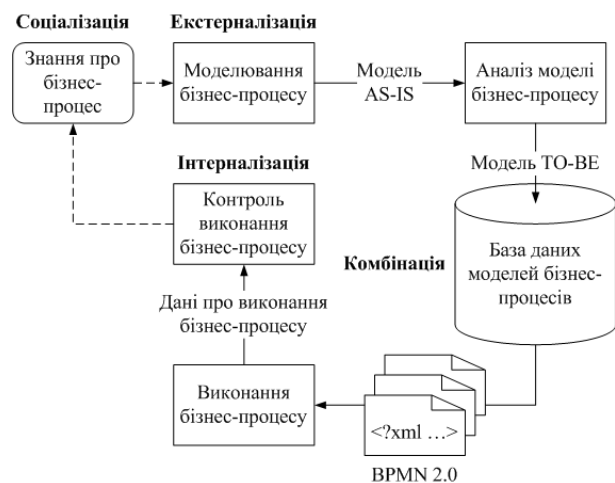 Соціалізація
Екстерналізація
Знання про
бізнес-
процес
Моделювання
бізнес-процесу
Модель
AS-IS
Аналіз моделі
бізнес-процесу
Модель TO-BE
Інтерналізація
Контроль
виконання
бізнес-процесу
Комбінація
База даних
моделей бізнес-
процесів
Дані про виконання
бізнес-процесу
Виконання
бізнес-процесу
<?xml …>
BPMN 2.0